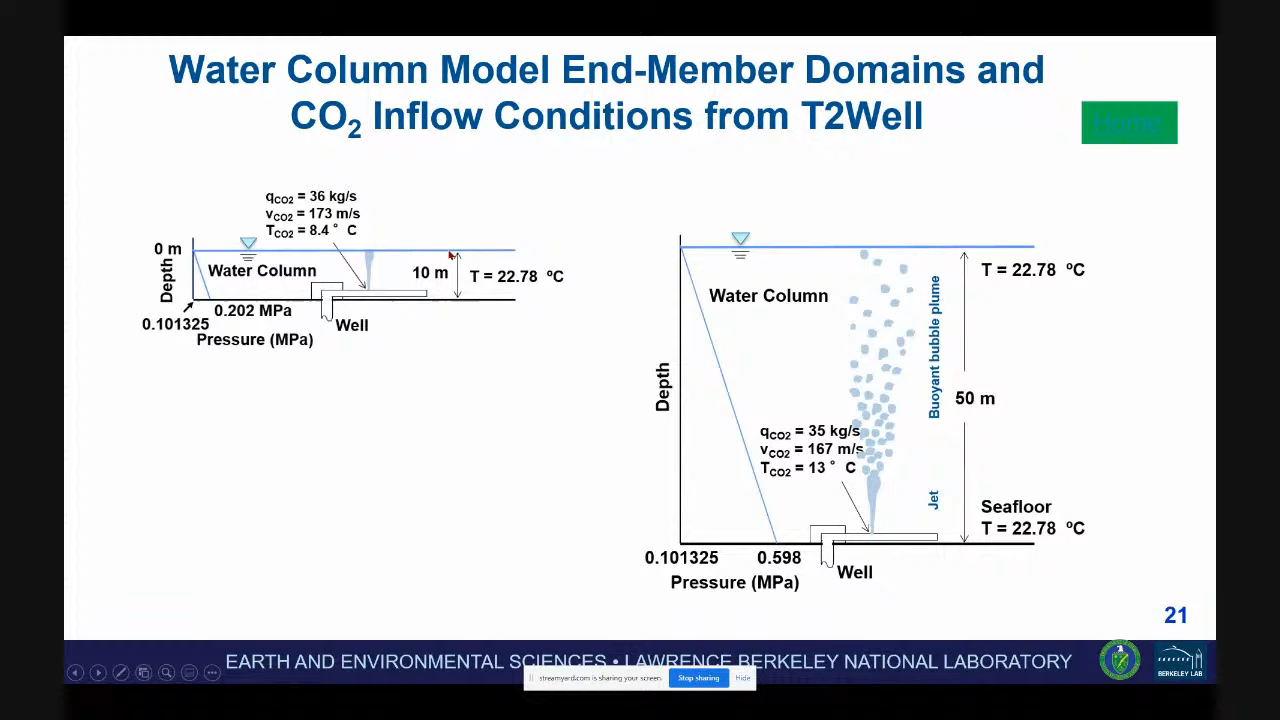 Water Column Model End-Member Domains and
CO2 Inflow Conditions from T2Well
Home
qCO2 = 36 kg/s
vCO2 = 173 m/s
TCO2 = 8.4 ° C
0 m
Depth
Water Column
10 m
T = 22.78 ºC
0.202 MPa
0.101325
Well
Pressure (MPa)
T = 22.78 ºC
Water Column
Buoyant bubble plume
Depth
50 m
qCO2 = 35 kg/s
vCO2 = 167 m/s
TCO2 = 13 ° C
Jet
Seafloor
T = 22.78 ºC
0.101325
0.598
Well
Pressure (MPa)
21
EARTH AND ENVIRONMENTAL SCIENCES • LAWRENCE BERKELEY NATIONAL LABORATORY
BERKELEY LAB
streamyard.com is sharing your screen.
Stop sharing
Hide